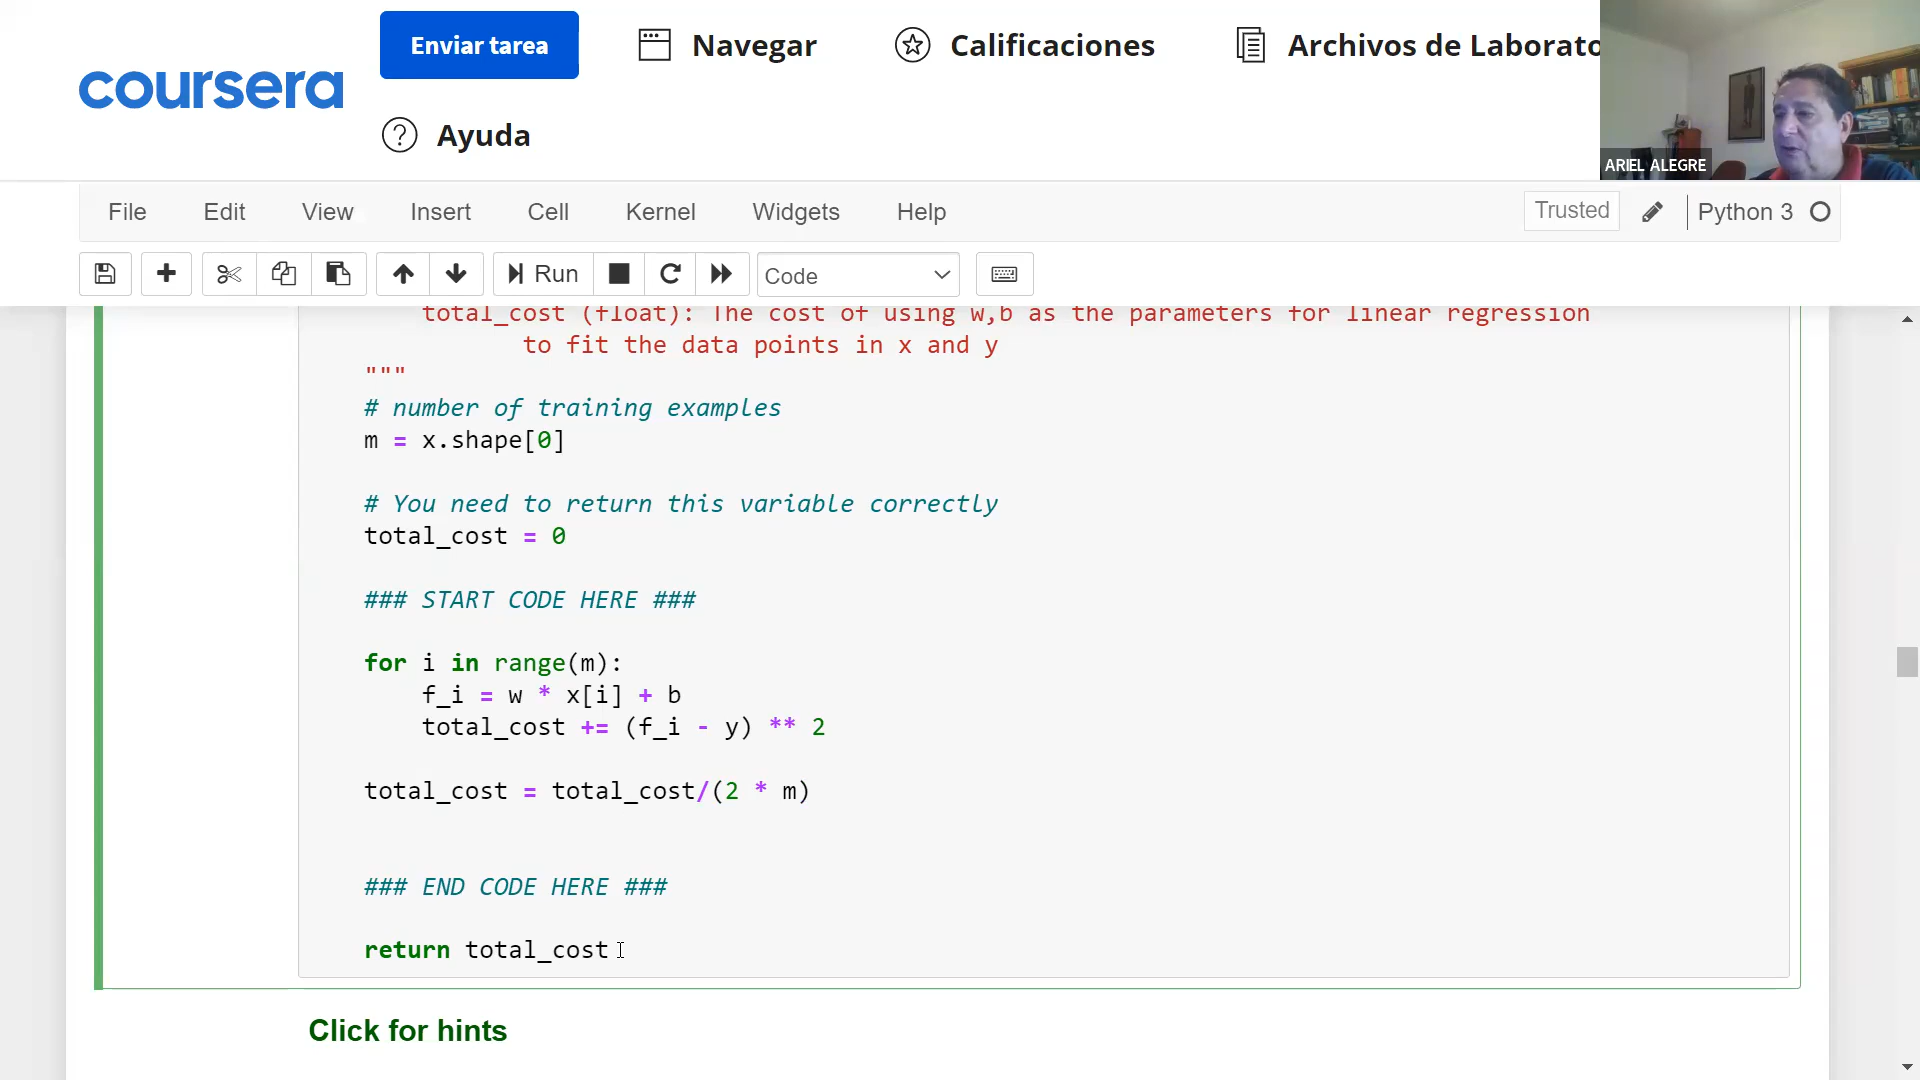 coursera
Enviar tarea
Navegar
Calificaciones
Archivos de Laborato
Ayuda
ARIEL ALEGRE
File Edit View Insert Cell Kernel Widgets Help
Trusted
Python 3
Run
Code
total_cost (float): The cost of using w,b as the parameters for linear regression
to fit the data points in x and y
"""
# number of training examples
m = x.shape[0]
# You need to return this variable correctly
total_cost = 0
### START CODE HERE ###
for i in range(m):
f_i = w * x[i] + b
total_cost += (f_i - y) ** 2
total_cost = total_cost/(2 * m)
### END CODE HERE ###
return total_cost
Click for hints